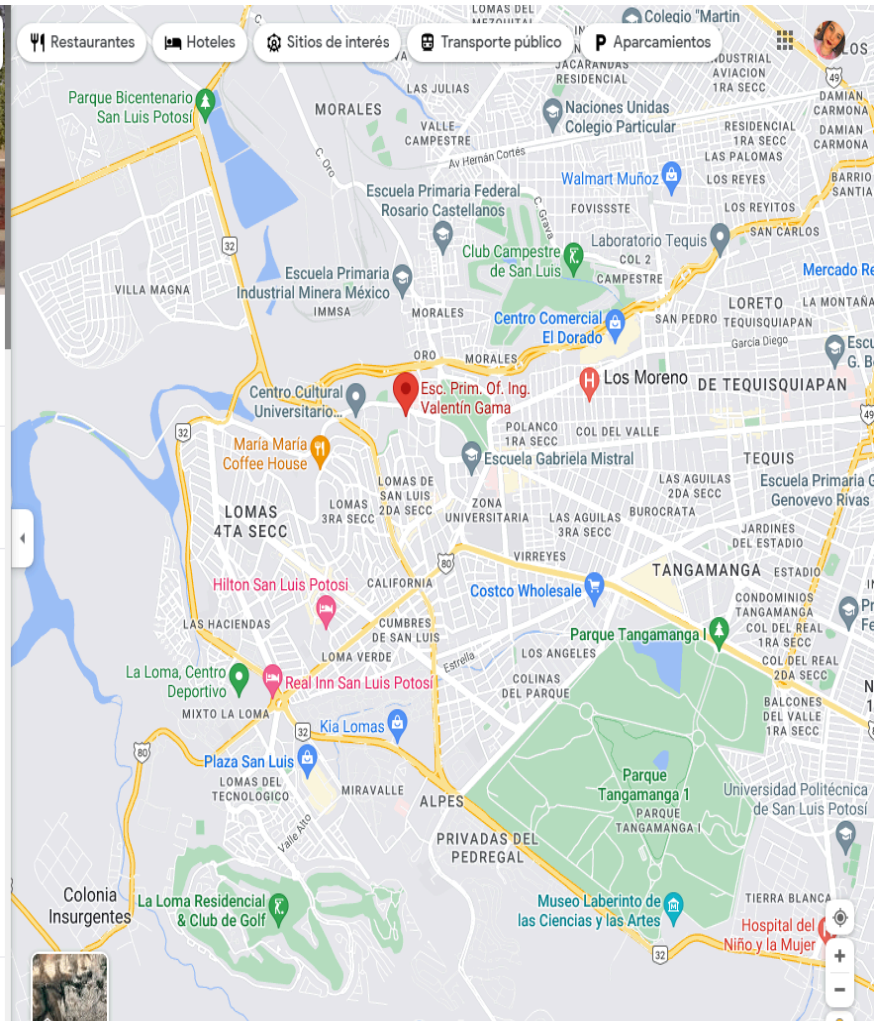 LOMAS DEL
MEZQUITAL
Colegio "Martin
Restaurantes
Hoteles
Sitios de interés
Transporte público
Aparcamientos
JACARANDAS
RESIDENCIAL
INDUSTRIAL
AVIACION
1RA SECC
49
LAS JULIAS
Parque Bicentenario
San Luis Potosí
MORALES
VALLE
CAMPESTRE
Naciones Unidas
Colegio Particular
DAMIAN
CARMONA
RESIDENCIAL
1RA SECC
DAMIAN
CARMONA
C. Oro
Av Hernán Cortés
LAS PALOMAS
Walmart Muñoz
LOS REYES
BARRIO
SANTIA
Escuela Primaria Federal
Rosario Castellanos
C. Grava
FOVISSSTE
LOS REYITOS
SAN CARLOS
32
Club Campestre
de San Luis
Laboratorio Tequis
COL 2
CAMPESTRE
Mercado Re
VILLA MAGNA
Escuela Primaria
Industrial Minera México
IMMSA
MORALES
Centro Comercial
El Dorado
SAN PEDRO
LORETO
TEQUISQUIAPAN
LA MONTAÑA
García Diego
Escu
G. B
ORO
MORALES
Los Moreno
DE TEQUISQUIAPAN
Centro Cultural
Universitario...
Esc. Prim. Of. Ing.
Valentín Gama
49
32
POLANCO
1RA SECC
COL DEL VALLE
María María
Coffee House
Escuela Gabriela Mistral
TEQUIS
LOMAS DE
SAN LUIS
2DA SECC
LAS AGUILAS
2DA SECC
Escuela Primaria G
Genovevo Rivas
LOMAS
4TA SECC
LOMAS
3RA SECC
ZONA
UNIVERSITARIA
LAS AGUILAS
3RA SECC
BUROCRATA
JARDINES
DEL ESTADIO
VIRREYES
80
TANGAMANGA
ESTADIO
Hilton San Luis Potosi
CALIFORNIA
Costco Wholesale
CONDOMINIOS
TANGAMANGA
LAS HACIENDAS
CUMBRES
DE SAN LUIS
Parque Tangamanga I
COL DEL REAL
1RA SECC
LOMA VERDE
Estrella
LOS ANGELES
COL DEL REAL
2DA SECC
La Loma, Centro
Deportivo
Real Inn San Luis Potosí
COLINAS
DEL PARQUE
MIXTO LA LOMA
BALCONES
DEL VALLE
1RA SECC
Kia Lomas
32
80
Plaza San Luis
LOMAS DEL
TECNOLOGICO
MIRAVALLE
Parque
Tangamanga 1
PARQUE
TANGAMANGA I
Universidad Politécnica
de San Luis Potosí
ALPES
Valle Alto
PRIVADAS DEL
PEDREGAL
Colonia
Insurgentes
La Loma Residencial
& Club de Golf
Museo Laberinto de
las Ciencias y las Artes
TIERRA BLANCA
Hospital del
Niño y la Mujer
32